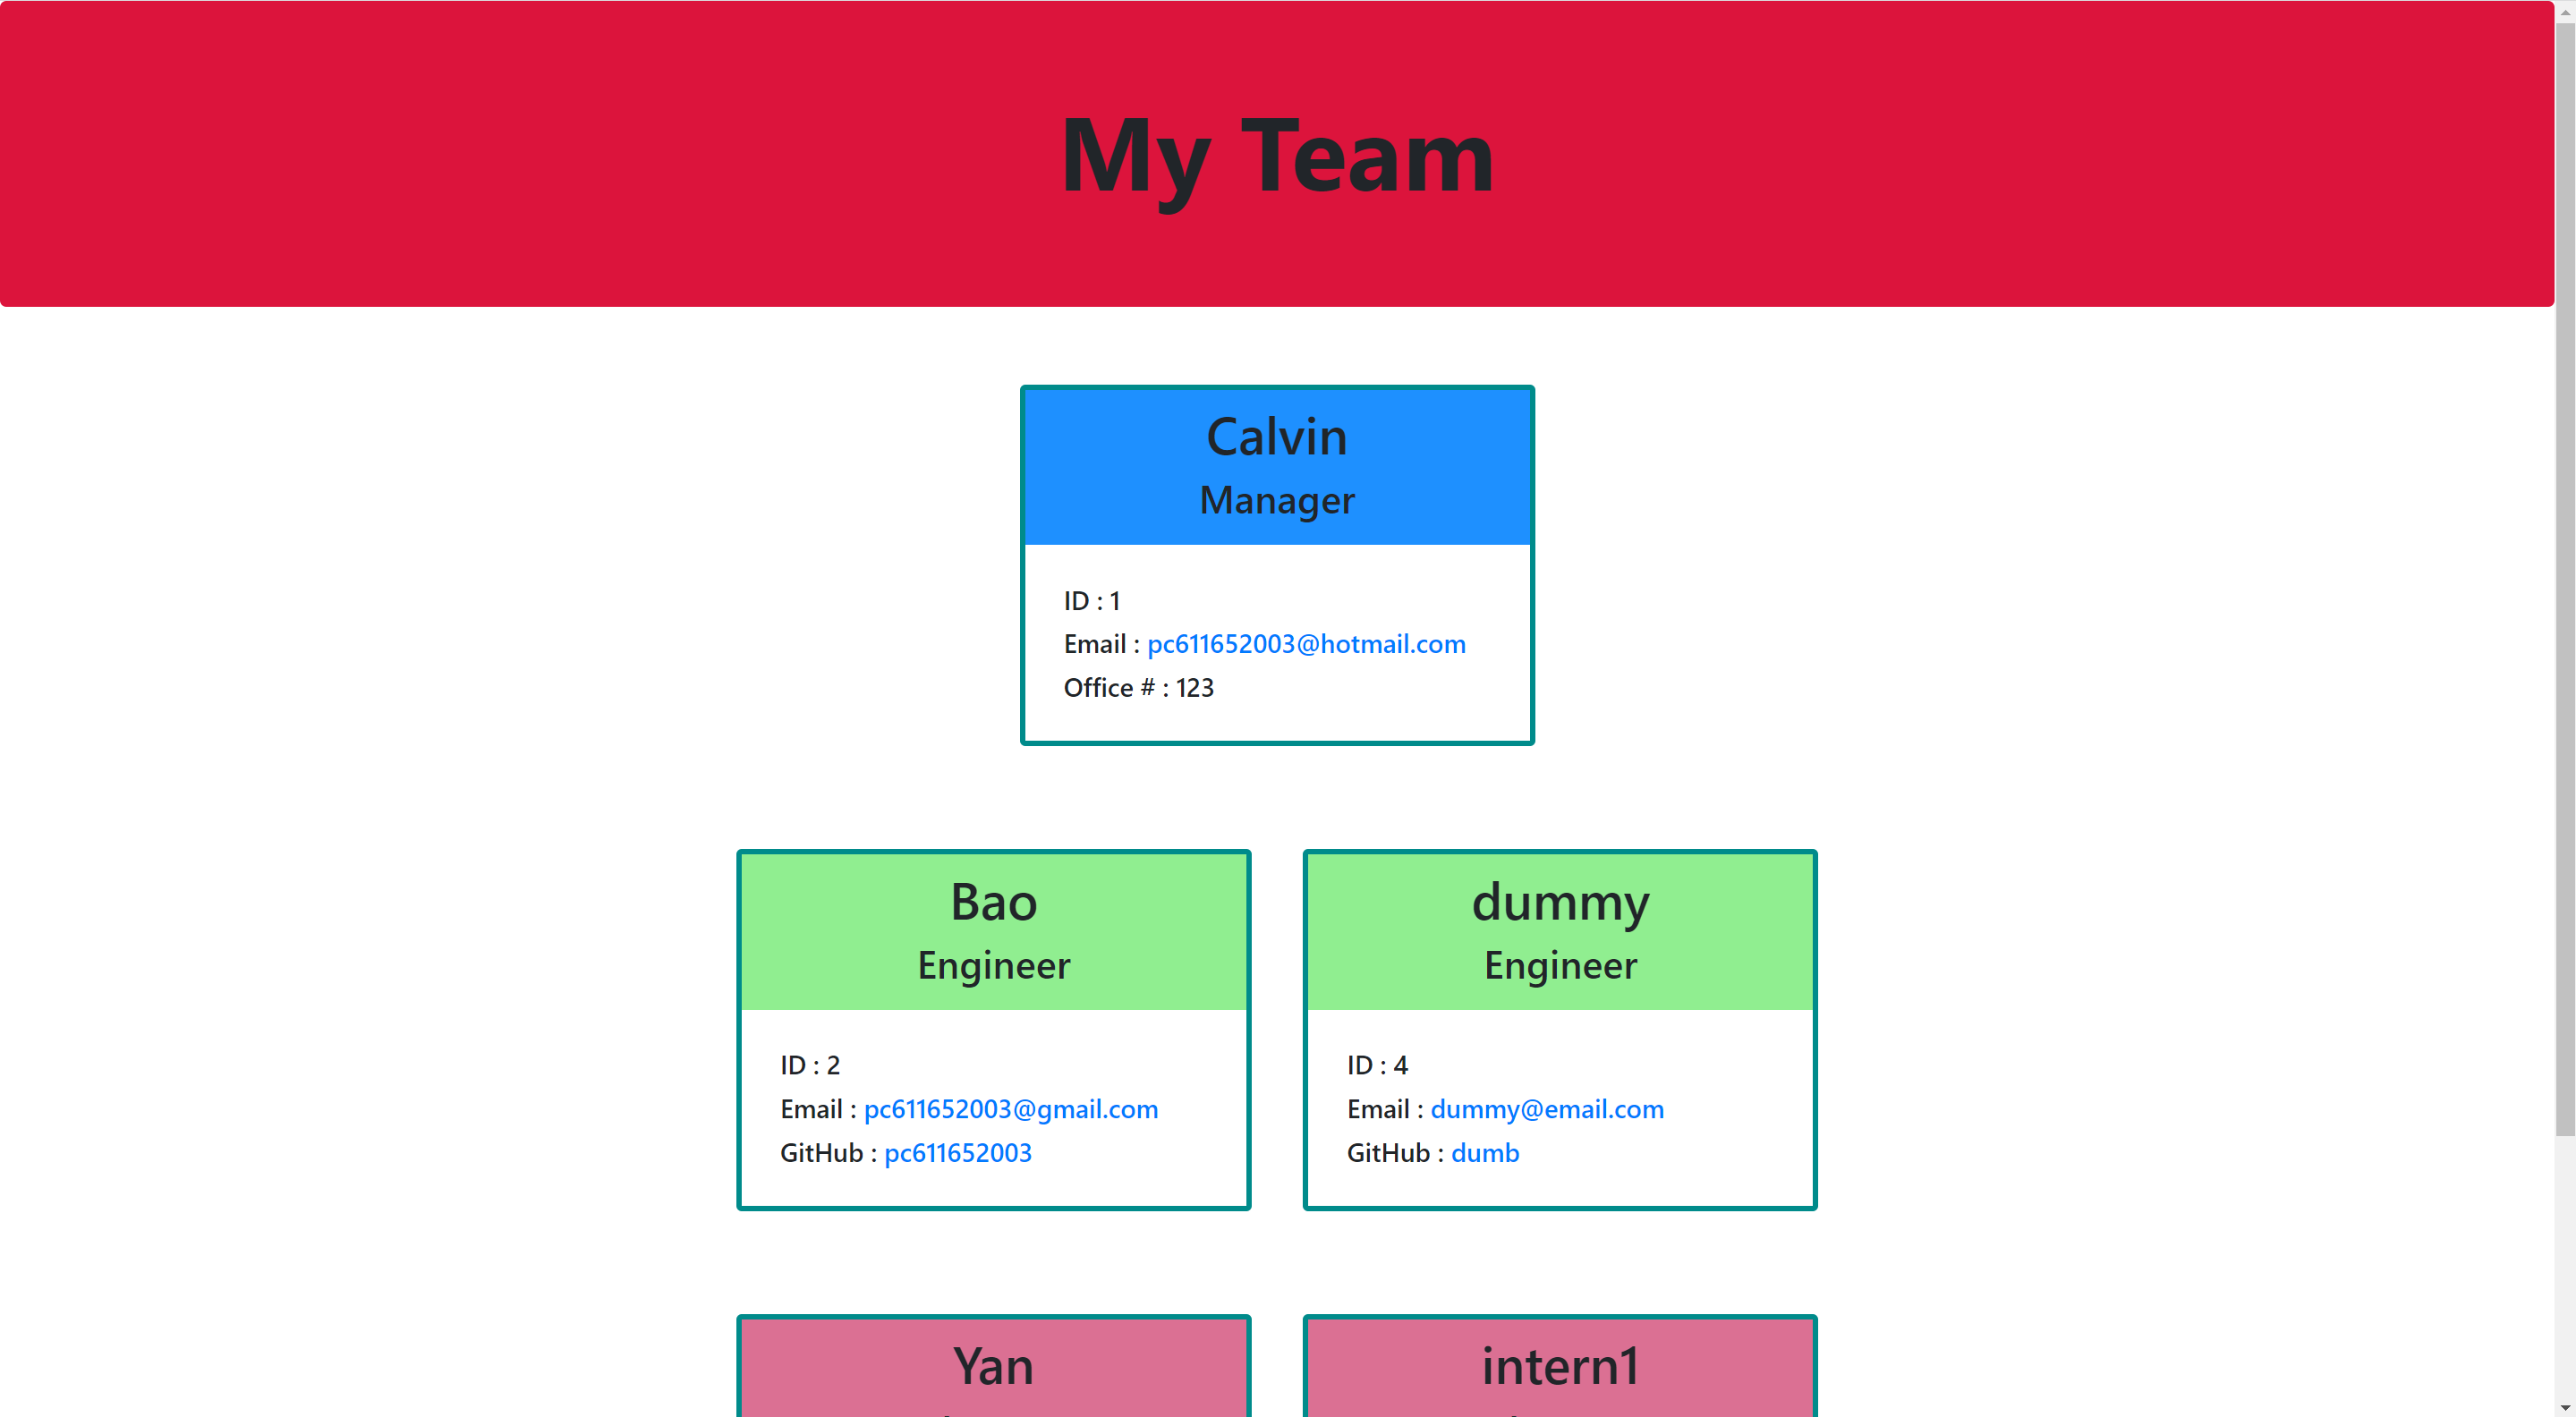 My Team
Calvin
Manager
ID : 1
Email : pc611652003@hotmail.com
Office # : 123
Bao
Engineer
ID : 2
Email : pc611652003@gmail.com
GitHub : pc611652003
dummy
Engineer
ID : 4
Email : dummy@email.com
GitHub : dumb
Yan
intern1